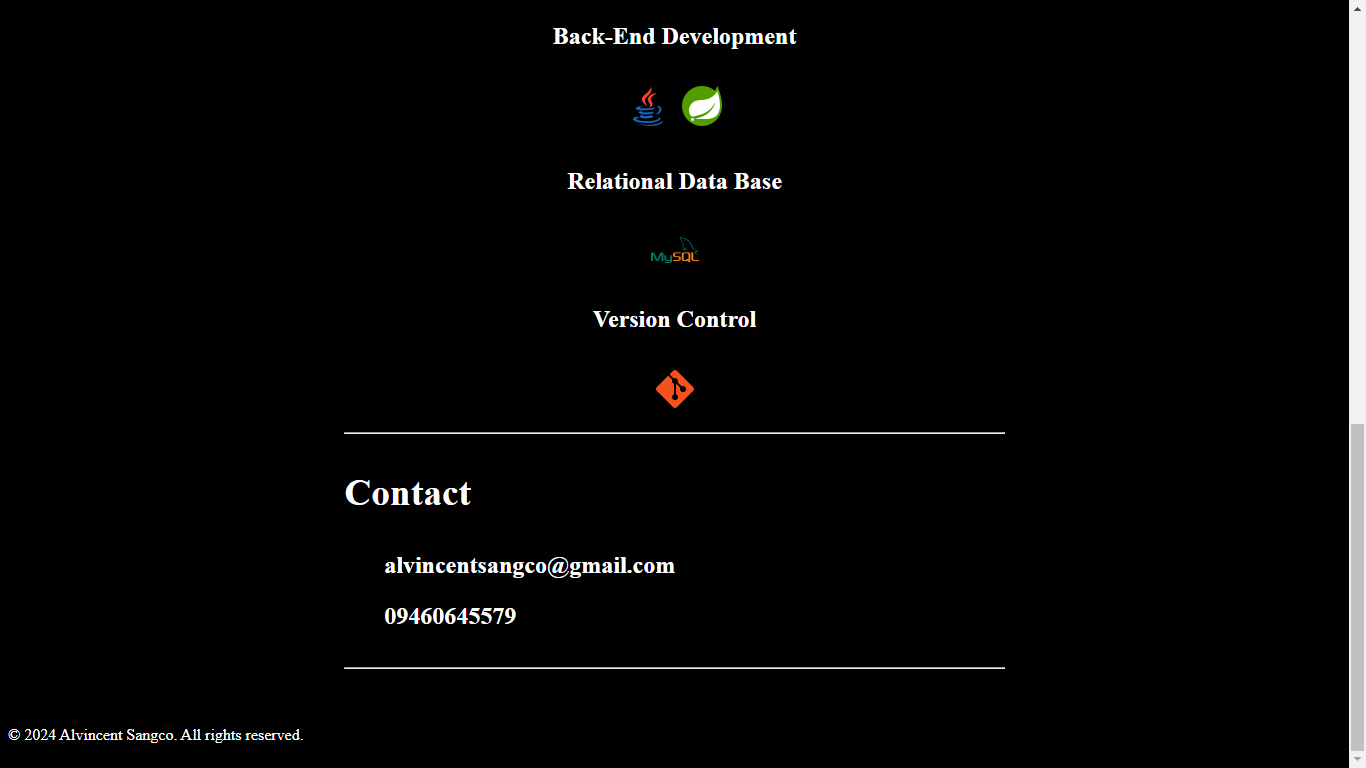 Back-End Development
Relational Data Base
MySQL
Version Control
Contact
alvincentsangco@gmail.com
09460645579
© 2024 Alvincent Sangco. All rights reserved.